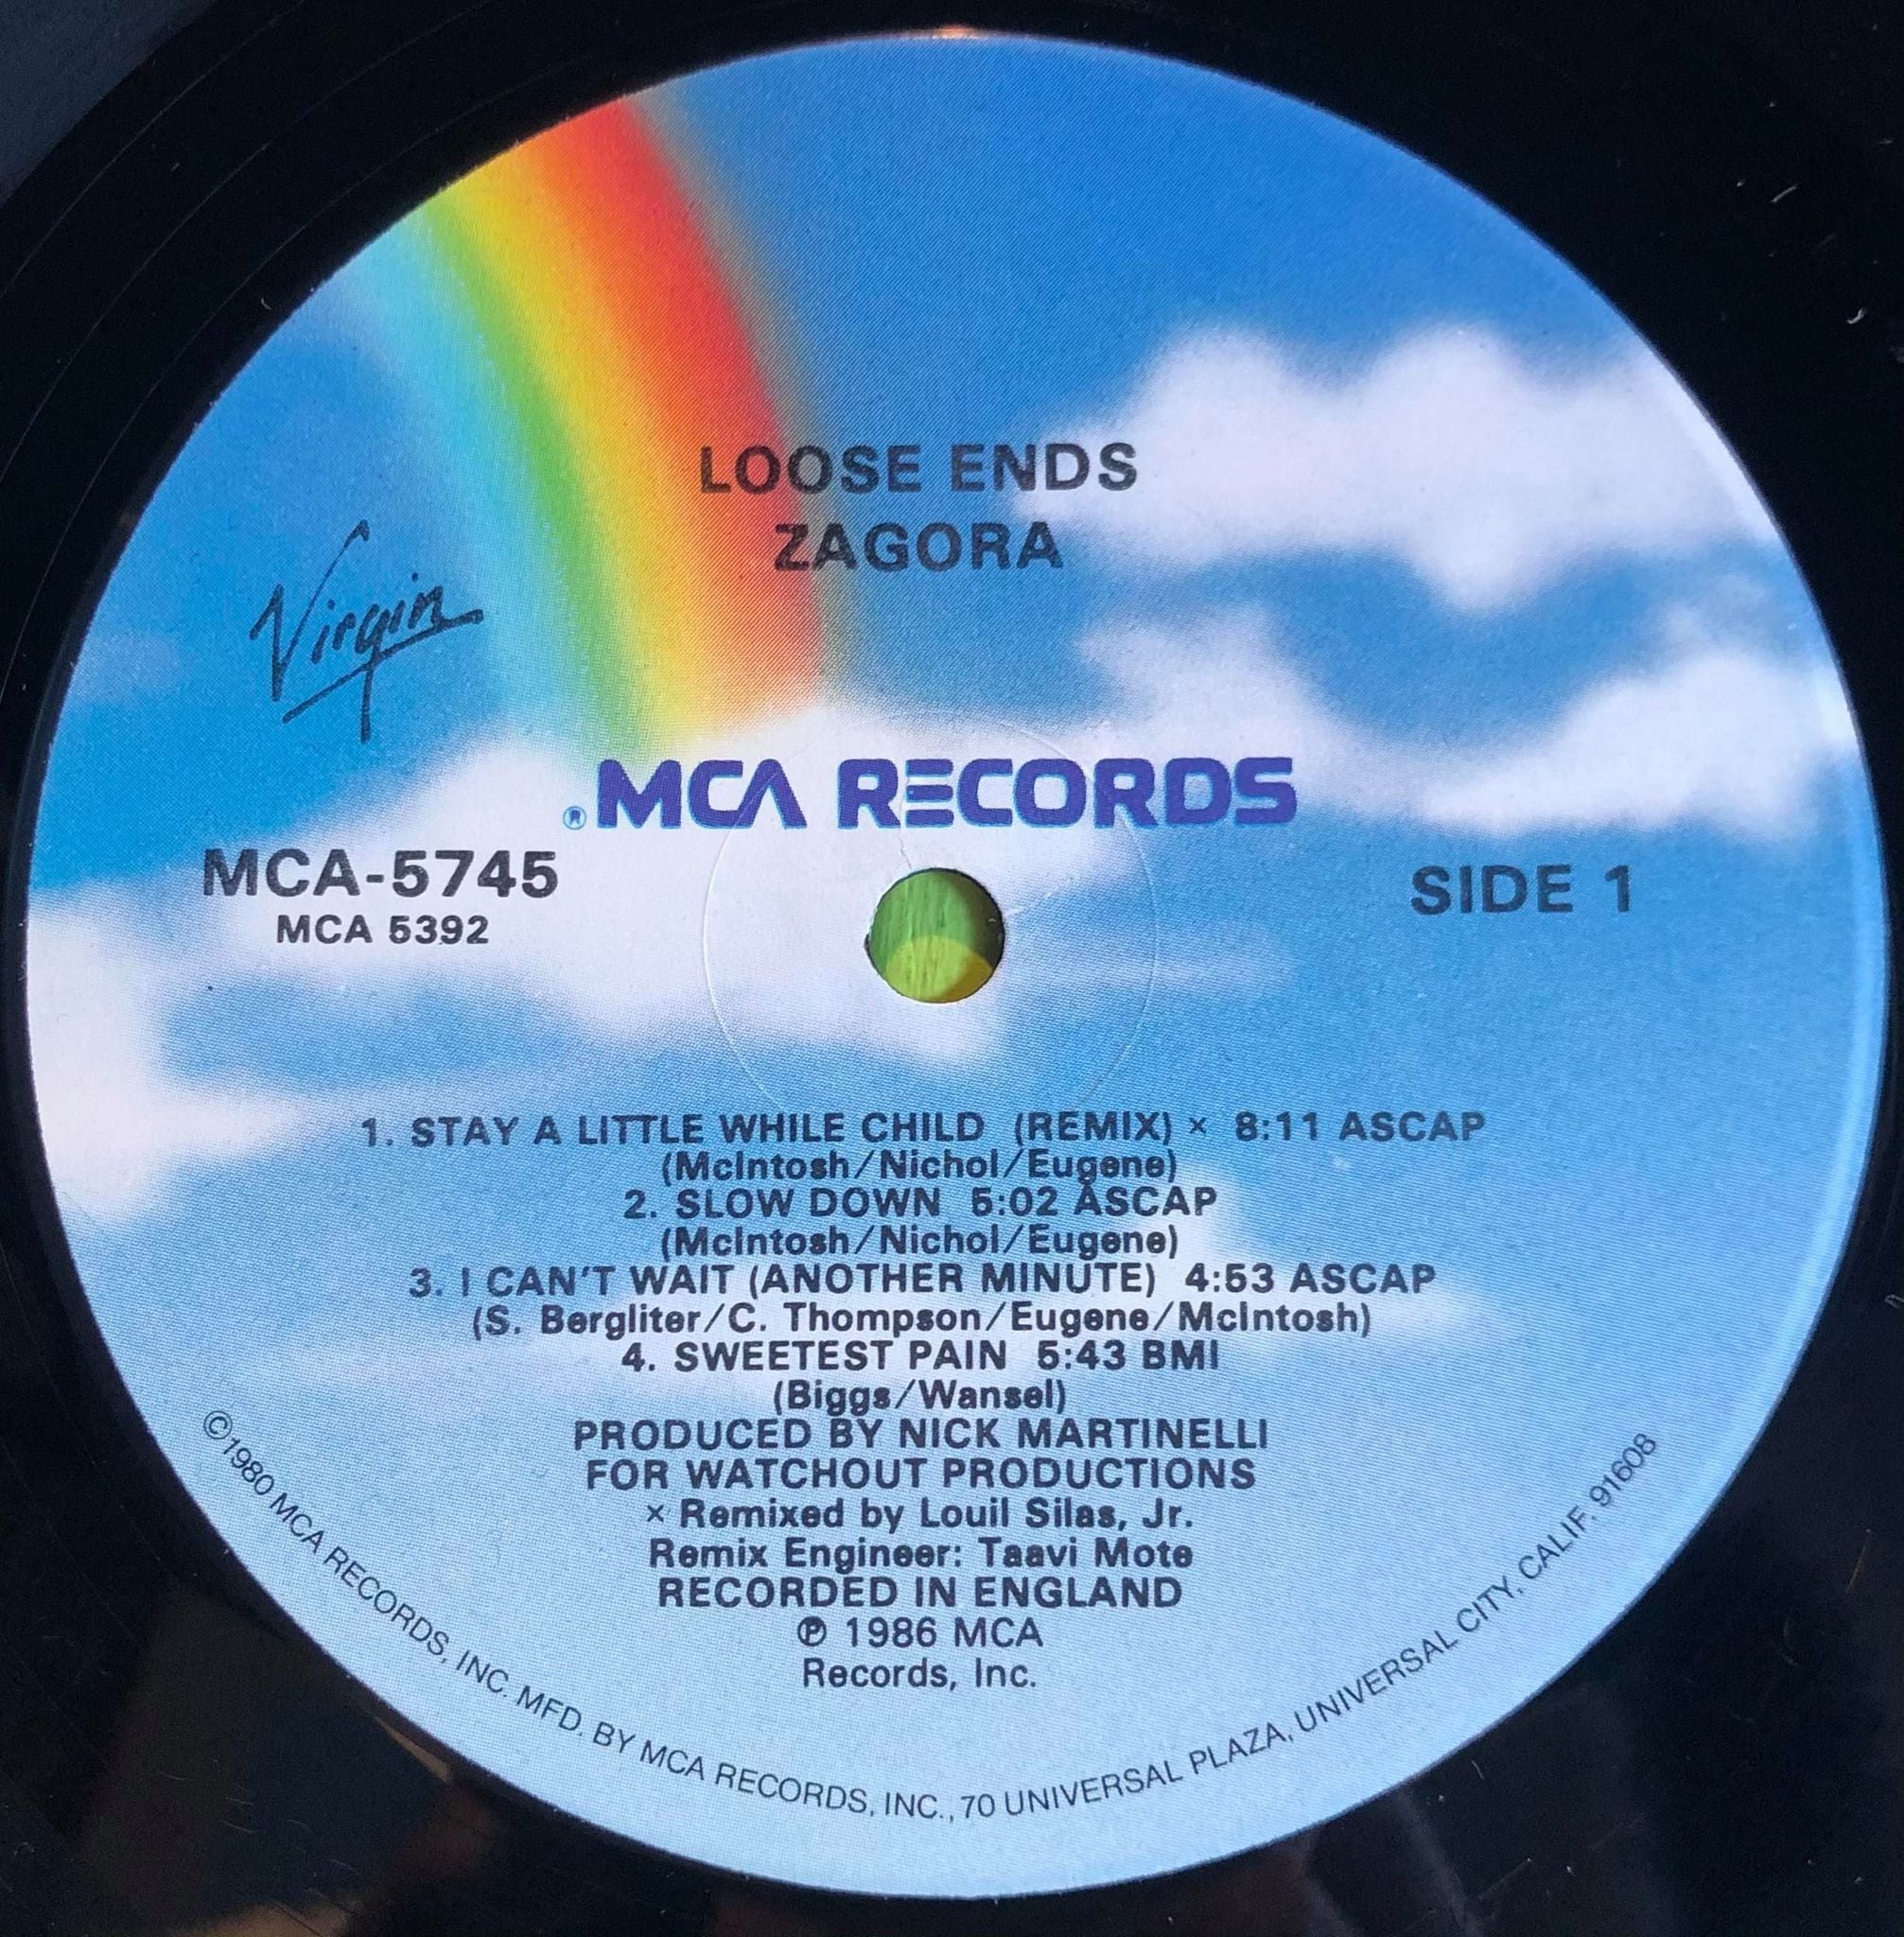 LOOSE ENDS
ZAGORA
Virgin
® MCA RECORDS
MCA-5745
MCA 5392
SIDE 1
1. STAY A LITTLE WHILE CHILD (REMIX) × 8:11 ASCAP
(McIntosh/Nichol/Eugene)
2. SLOW DOWN 5:02 ASCAP
(McIntosh/Nichol/Eugene)
3. I CAN'T WAIT (ANOTHER MINUTE) 4:53 ASCAP
(S. Bergliter/C. Thompson/Eugene/McIntosh)
4. SWEETEST PAIN 5:43 BMI
(Biggs/Wansel)
PRODUCED BY NICK MARTINELLI
FOR WATCHOUT PRODUCTIONS
× Remixed by Louil Silas, Jr.
Remix Engineer: Taavi Mote
RECORDED IN ENGLAND
℗ 1986 MCA
Records, Inc.
©1980 MCA RECORDS, INC. MFD. BY MCA RECORDS, INC., 70 UNIVERSAL PLAZA, UNIVERSAL CITY, CALIF. 91608